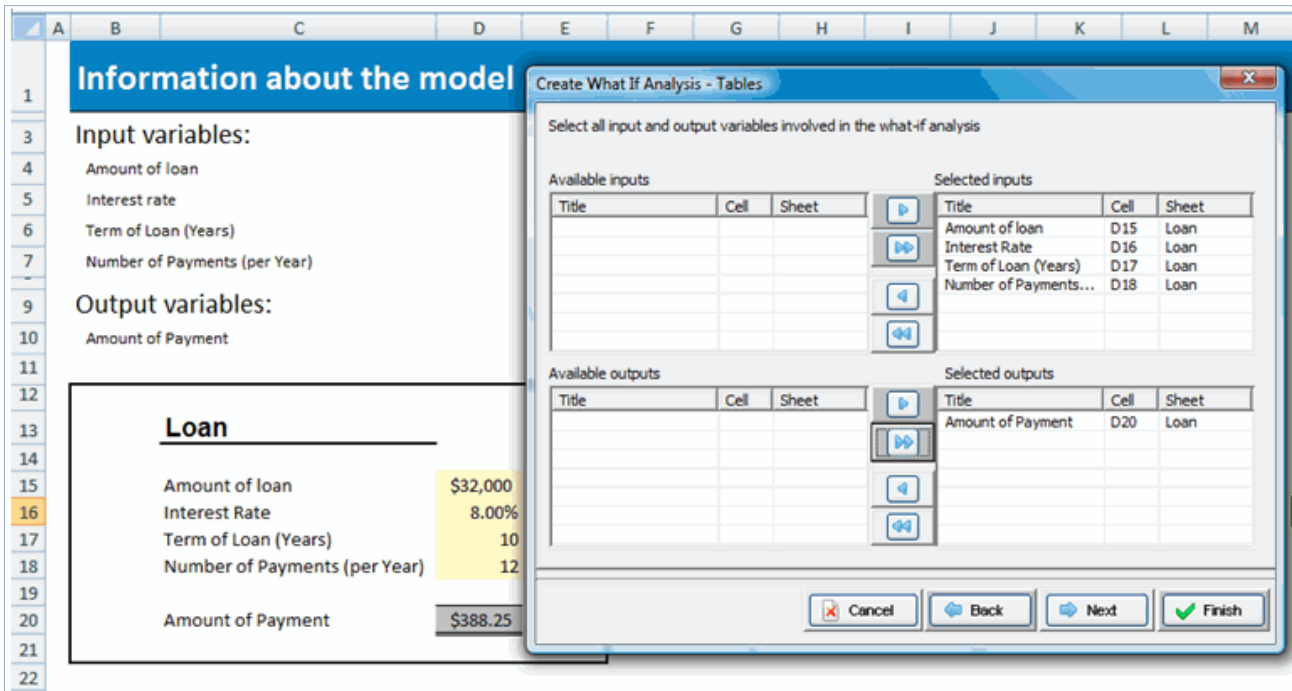 A B C D E F G H I J K L M
1 Information about the model
3 Input variables:
4 Amount of loan
5 Interest rate
6 Term of Loan (Years)
7 Number of Payments (per Year)
9 Output variables:
10 Amount of Payment
11
12
13 Loan
14
15 Amount of loan $32,000
16 Interest Rate 8.00%
17 Term of Loan (Years) 10
18 Number of Payments (per Year) 12
19
20 Amount of Payment $388.25
21
22
Create What If Analysis - Tables
Select all input and output variables involved in the what-if analysis
Available inputs
Title Cell Sheet
Selected inputs
Title Cell Sheet
Amount of loan D15 Loan
Interest Rate D16 Loan
Term of Loan (Years) D17 Loan
Number of Payments... D18 Loan
Available outputs
Title Cell Sheet
Selected outputs
Title Cell Sheet
Amount of Payment D20 Loan
Cancel Back Next Finish